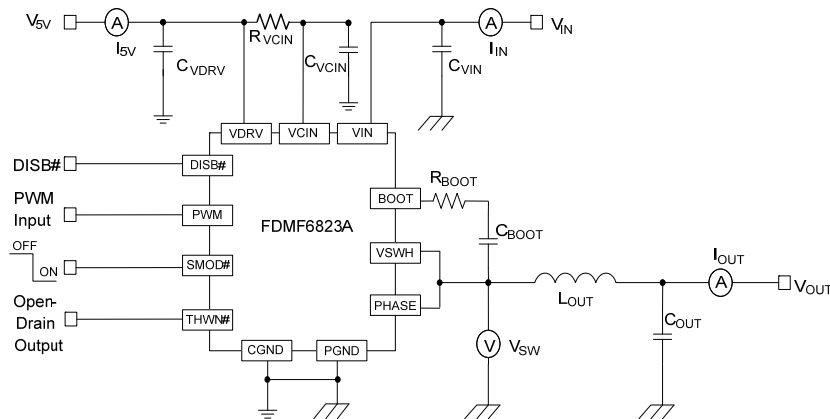 V5V
A
I5V
RVCIN
A
IIN
VIN
CVDRV
CVCIN
CVIN
VDRV
VCIN
VIN
DISB#
DISB#
PWM
Input
PWM
OFF
ON
SMOD#
Open-
Drain
Output
THWN#
FDMF6823A
BOOT
RBOOT
CBOOT
VSWH
PHASE
LOUT
IOUT
A
VOUT
COUT
V
VSW
CGND
PGND